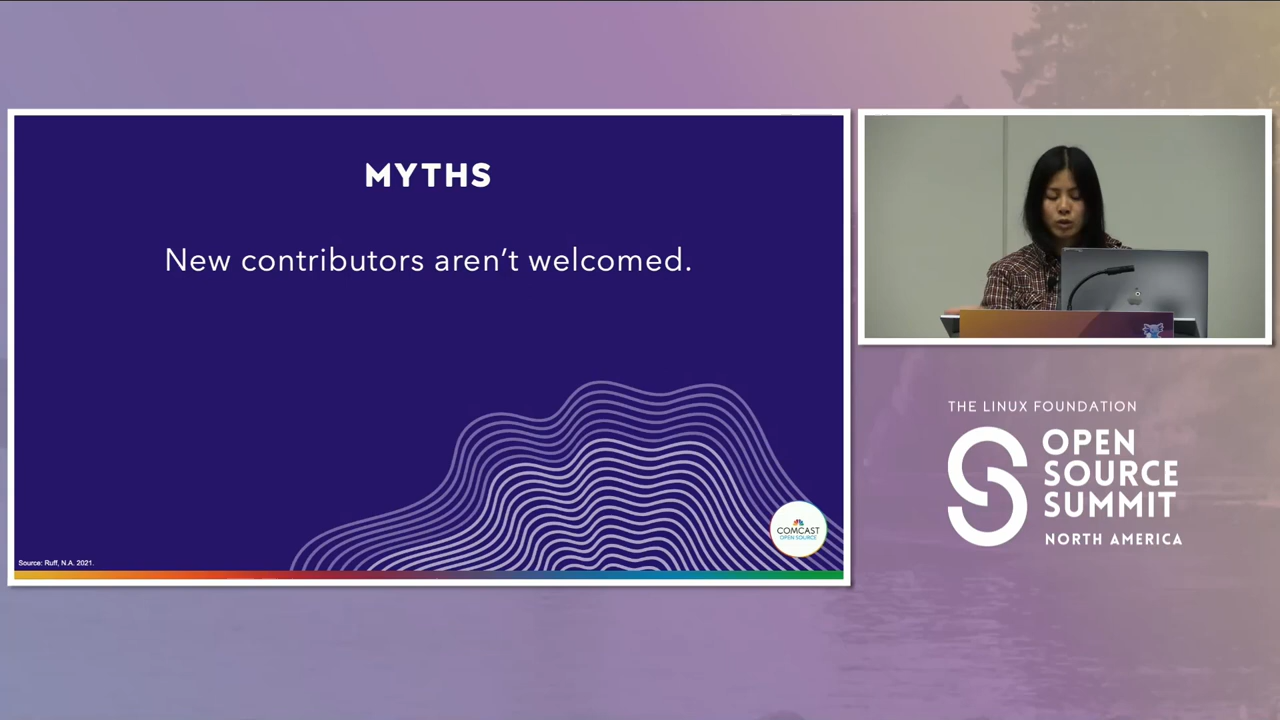 MYTHS
New contributors aren’t welcomed.
COMCAST
OPEN SOURCE
Source: Ruff, N.A. 2021.
THE LINUX FOUNDATION
OPEN
SOURCE
SUMMIT
NORTH AMERICA